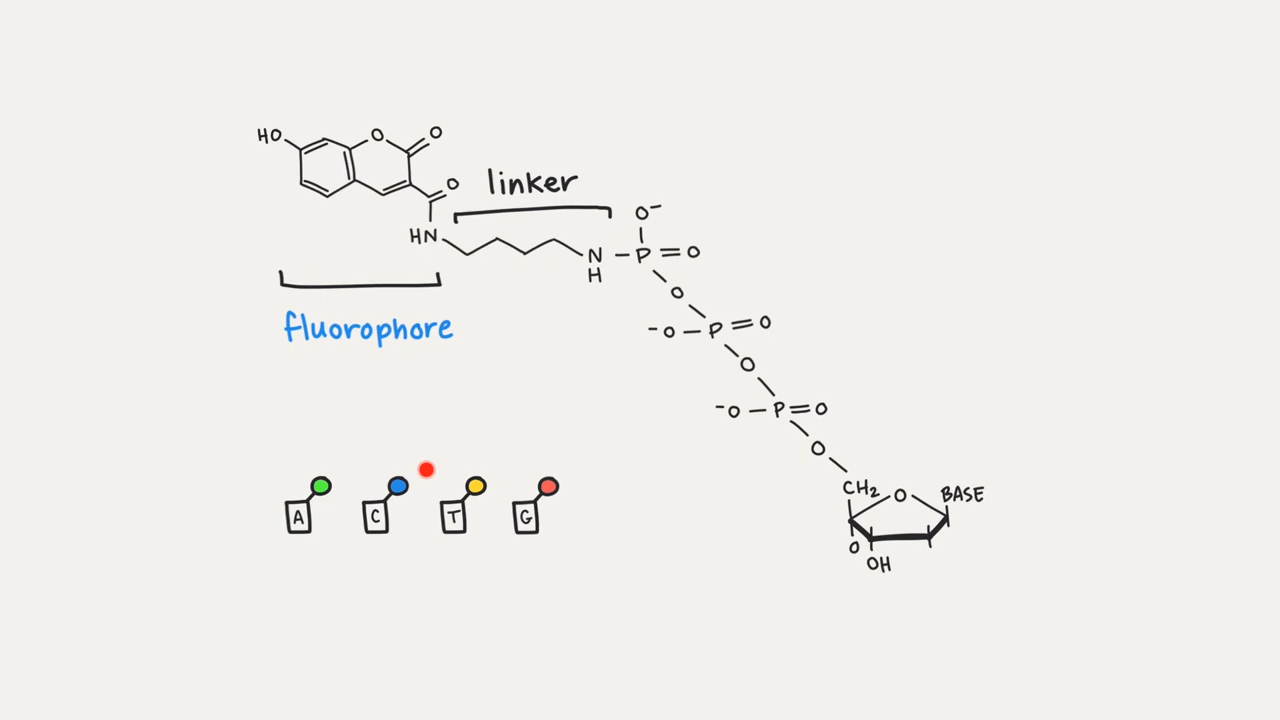 HO
O
O
O
HN
linker
N
H
O⁻
P=O
O
⁻O-P=O
O
⁻O-P=O
O
fluorophore
CH₂
O
BASE
O
OH
A
C
T
G